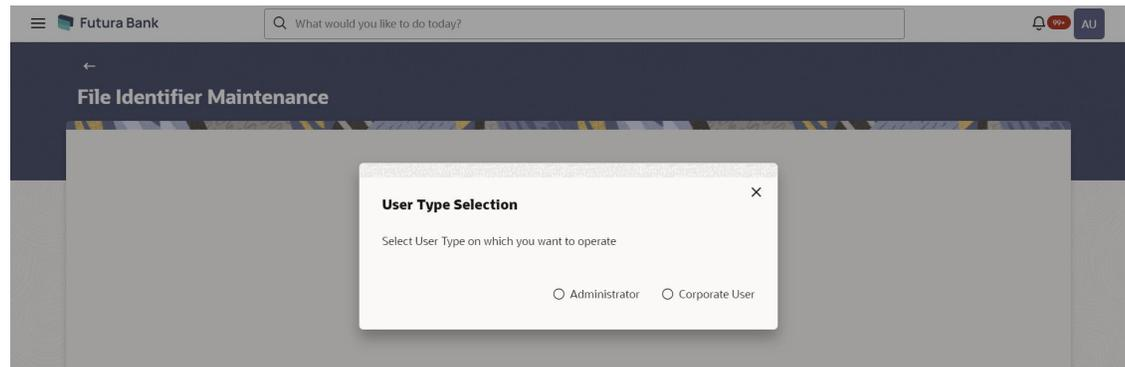 Futura Bank
What would you like to do today?
99+
AU
File Identifier Maintenance
User Type Selection
Select User Type on which you want to operate
Administrator
Corporate User